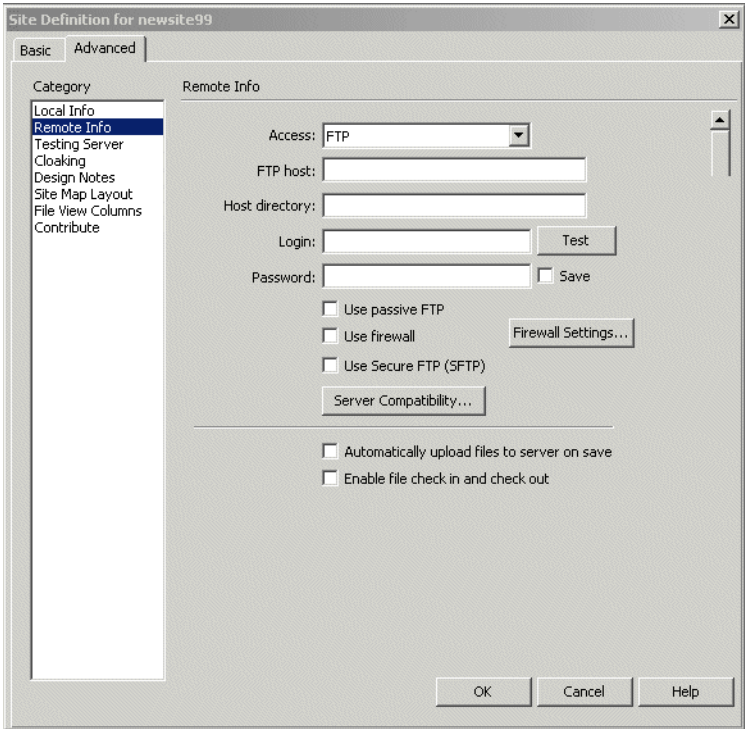 Site Definition for newsite99
Basic
Advanced
Category
Local Info
Remote Info
Testing Server
Cloaking
Design Notes
Site Map Layout
File View Columns
Contribute
Remote Info
Access: FTP
FTP host:
Host directory:
Login:
Test
Password:
Save
Use passive FTP
Use firewall
Firewall Settings...
Use Secure FTP (SFTP)
Server Compatibility...
Automatically upload files to server on save
Enable file check in and check out
OK
Cancel
Help